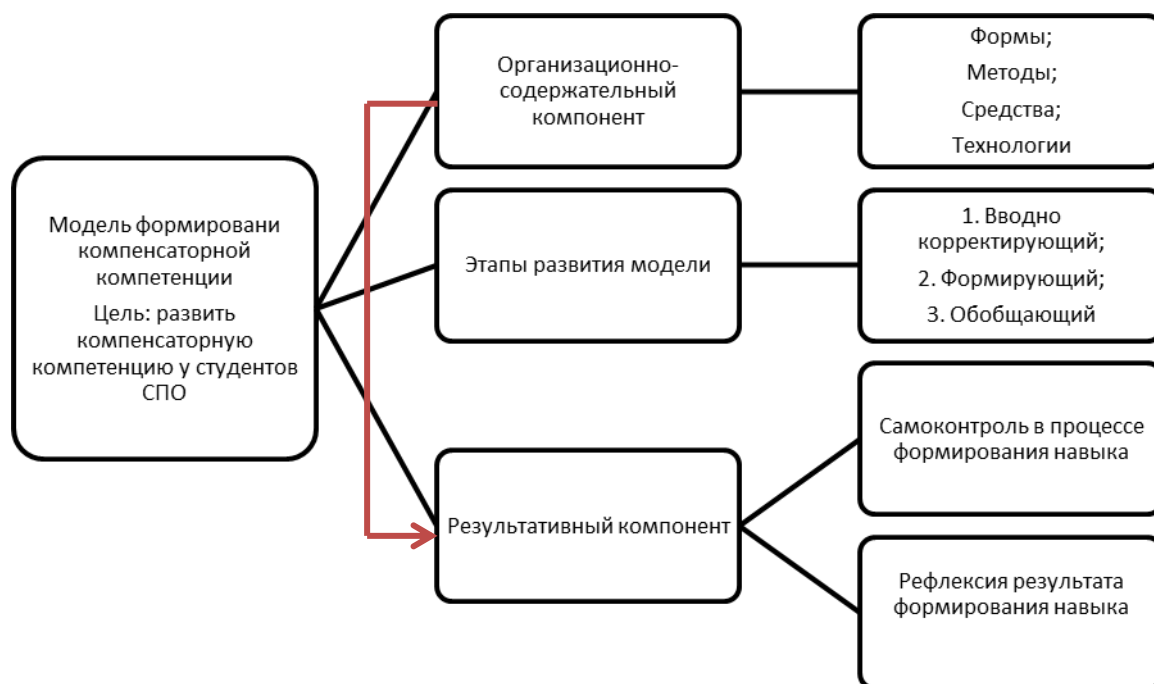 Модель формировани
компенсаторной
компетенции
Цель: развить
компенсаторную
компетенцию у студентов
СПО
Организационно-
содержательный
компонент
Формы;
Методы;
Средства;
Технологии
Этапы развития модели
1. Вводно
корректирующий;
2. Формирующий;
3. Обобщающий
Результативный компонент
Самоконтроль в процессе
формирования навыка
Рефлексия результата
формирования навыка